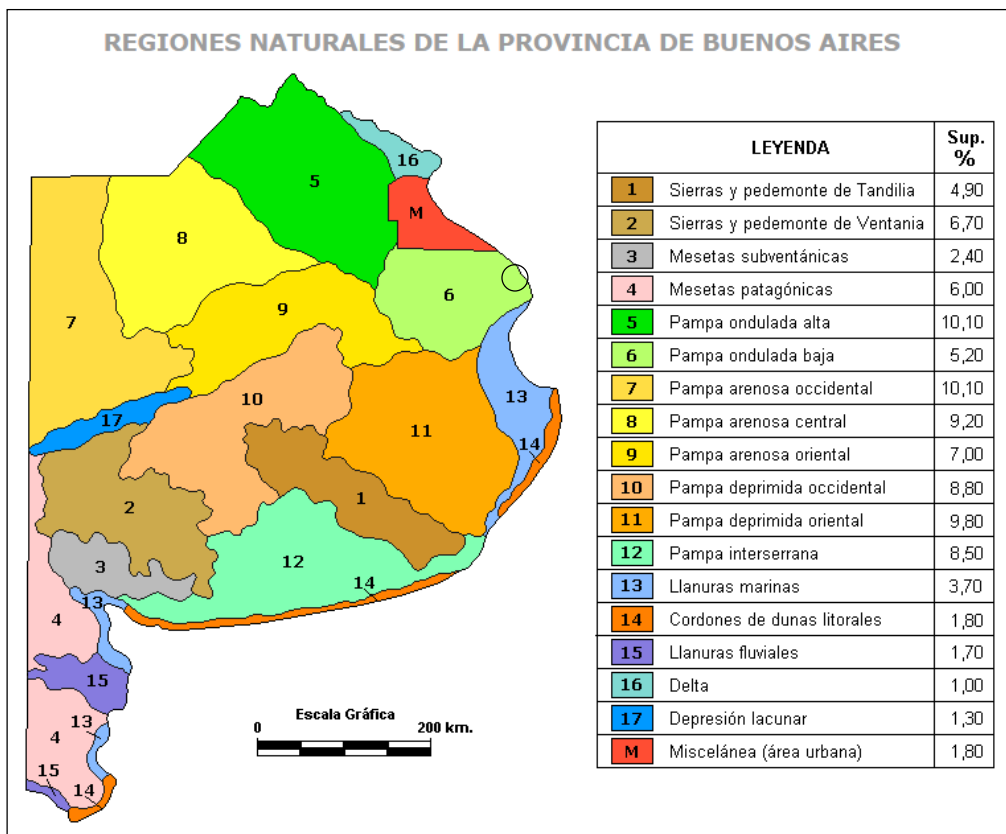 REGIONES NATURALES DE LA PROVINCIA DE BUENOS AIRES
16
5
M
8
6
9
7
13
10
17
11
14
1
2
12
3
14
13
4
15
13
4
15
14
Escala Gráfica
0 200 km.
LEYENDA Sup. %
1 Sierras y pedemonte de Tandilia 4,90
2 Sierras y pedemonte de Ventania 6,70
3 Mesetas subventánicas 2,40
4 Mesetas patagónicas 6,00
5 Pampa ondulada alta 10,10
6 Pampa ondulada baja 5,20
7 Pampa arenosa occidental 10,10
8 Pampa arenosa central 9,20
9 Pampa arenosa oriental 7,00
10 Pampa deprimida occidental 8,80
11 Pampa deprimida oriental 9,80
12 Pampa interserrana 8,50
13 Llanuras marinas 3,70
14 Cordones de dunas litorales 1,80
15 Llanuras fluviales 1,70
16 Delta 1,00
17 Depresión lacunar 1,30
M Miscelánea (área urbana) 1,80